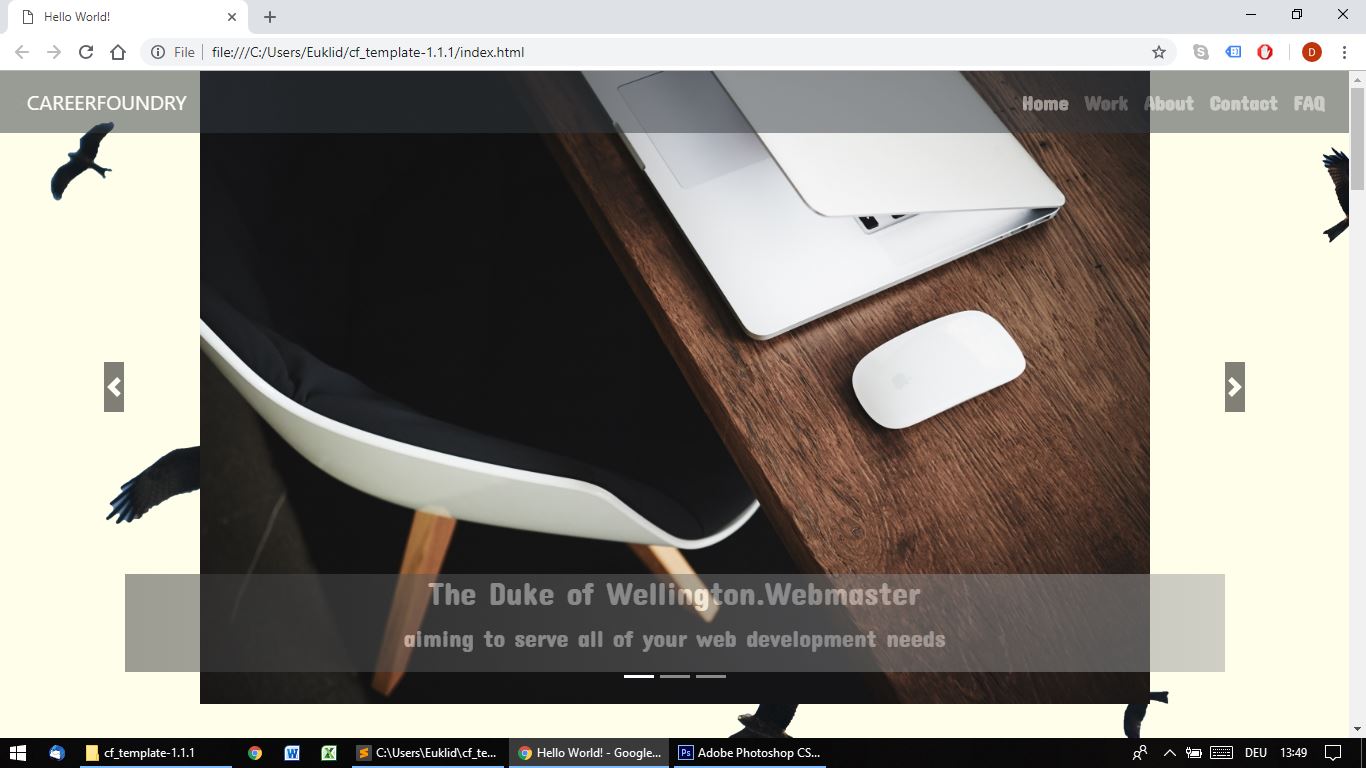 Hello World!
File file:///C:/Users/Euklid/cf_template-1.1.1/index.html
D
CAREERFOUNDRY
Home Work About Contact FAQ
The Duke of Wellington.Webmaster
aiming to serve all of your web development needs
cf_template-1.1.1
C:\Users\Euklid\cf_te...
Hello World! - Google...
Ps Adobe Photoshop CS...
DEU 13:49